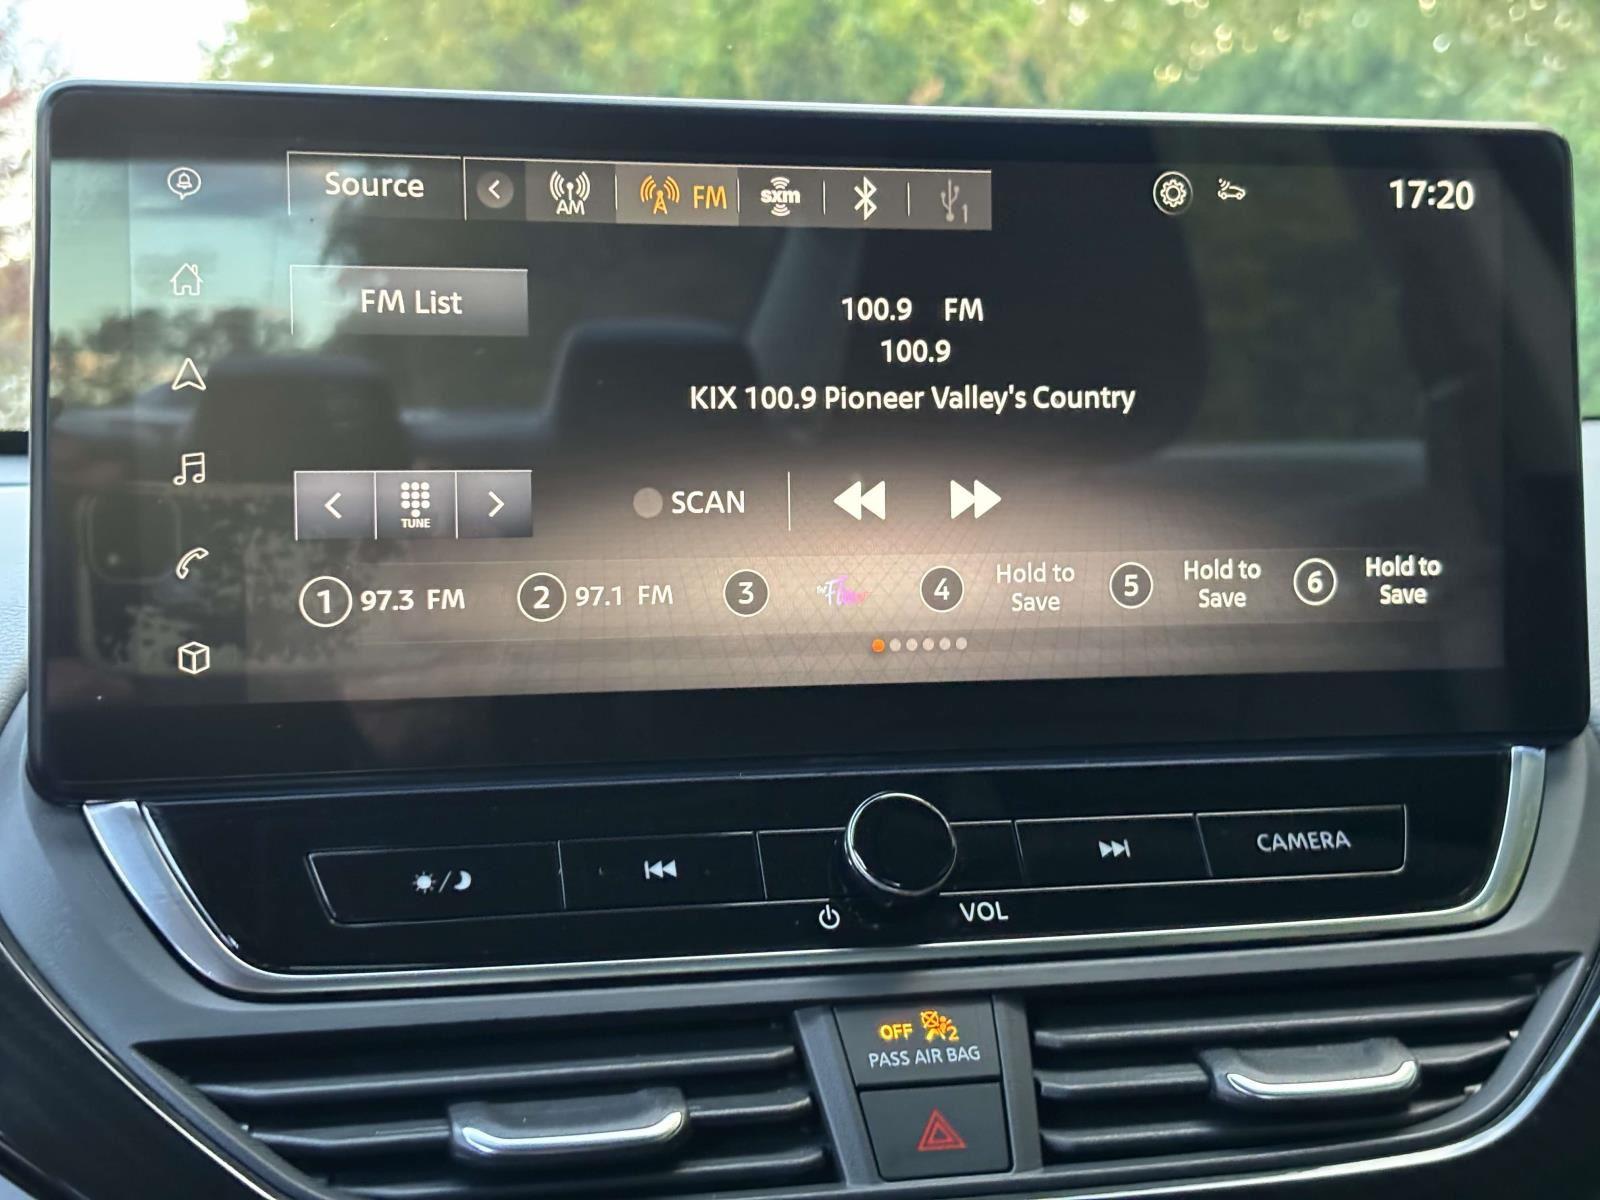 Source
AM
FM
sxm
1
17:20
FM List
100.9 FM
100.9
KIX 100.9 Pioneer Valley's Country
TUNE
SCAN
1 97.3 FM
2 97.1 FM
3
4 Hold to
Save
5 Hold to
Save
6 Hold to
Save
CAMERA
VOL
OFF 2
PASS AIR BAG